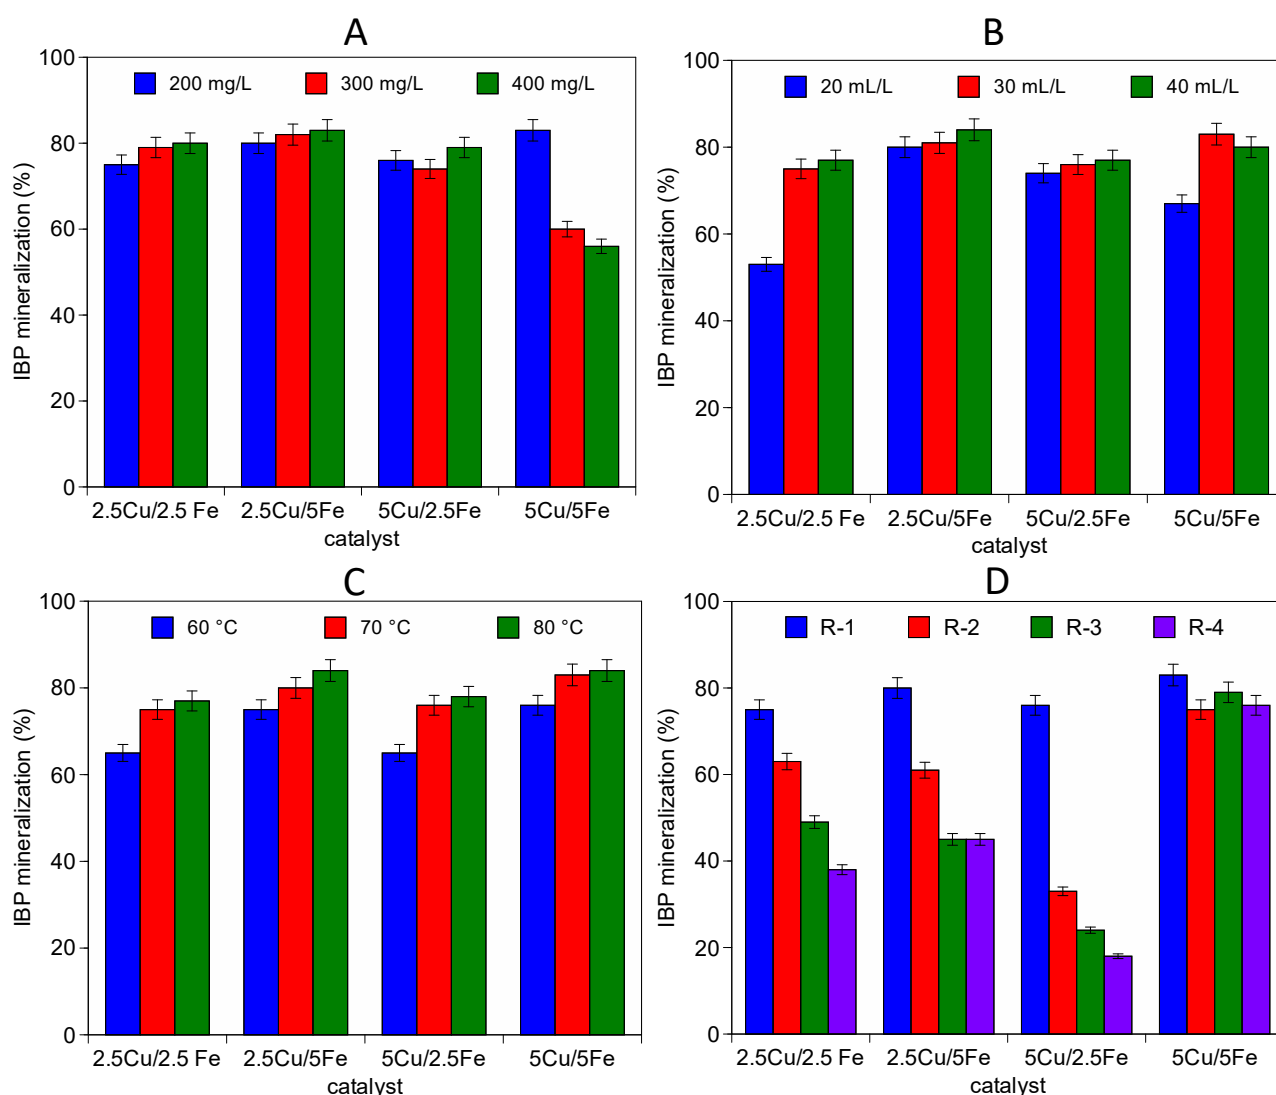 A
100
80
60
40
20
0
IBP mineralization (%)
200 mg/L 300 mg/L 400 mg/L
2.5Cu/2.5 Fe 2.5Cu/5Fe 5Cu/2.5Fe 5Cu/5Fe
catalyst
B
100
80
60
40
20
0
IBP mineralization (%)
20 mL/L 30 mL/L 40 mL/L
2.5Cu/2.5 Fe 2.5Cu/5Fe 5Cu/2.5Fe 5Cu/5Fe
catalyst
C
100
80
60
40
20
0
IBP mineralization (%)
60 °C 70 °C 80 °C
2.5Cu/2.5 Fe 2.5Cu/5Fe 5Cu/2.5Fe 5Cu/5Fe
catalyst
D
100
80
60
40
20
0
IBP mineralization (%)
R-1 R-2 R-3 R-4
2.5Cu/2.5Fe 2.5Cu/5Fe 5Cu/2.5Fe 5Cu/5Fe
catalyst